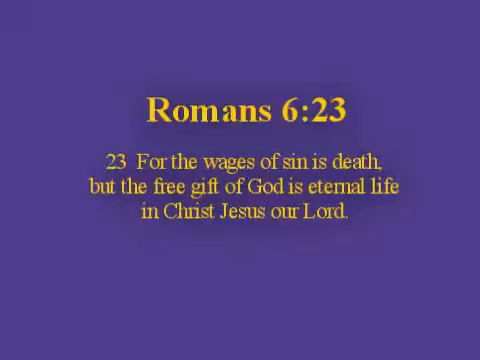 Romans 6:23
23 For the wages of sin is death,
but the free gift of God is eternal life
in Christ Jesus our Lord.